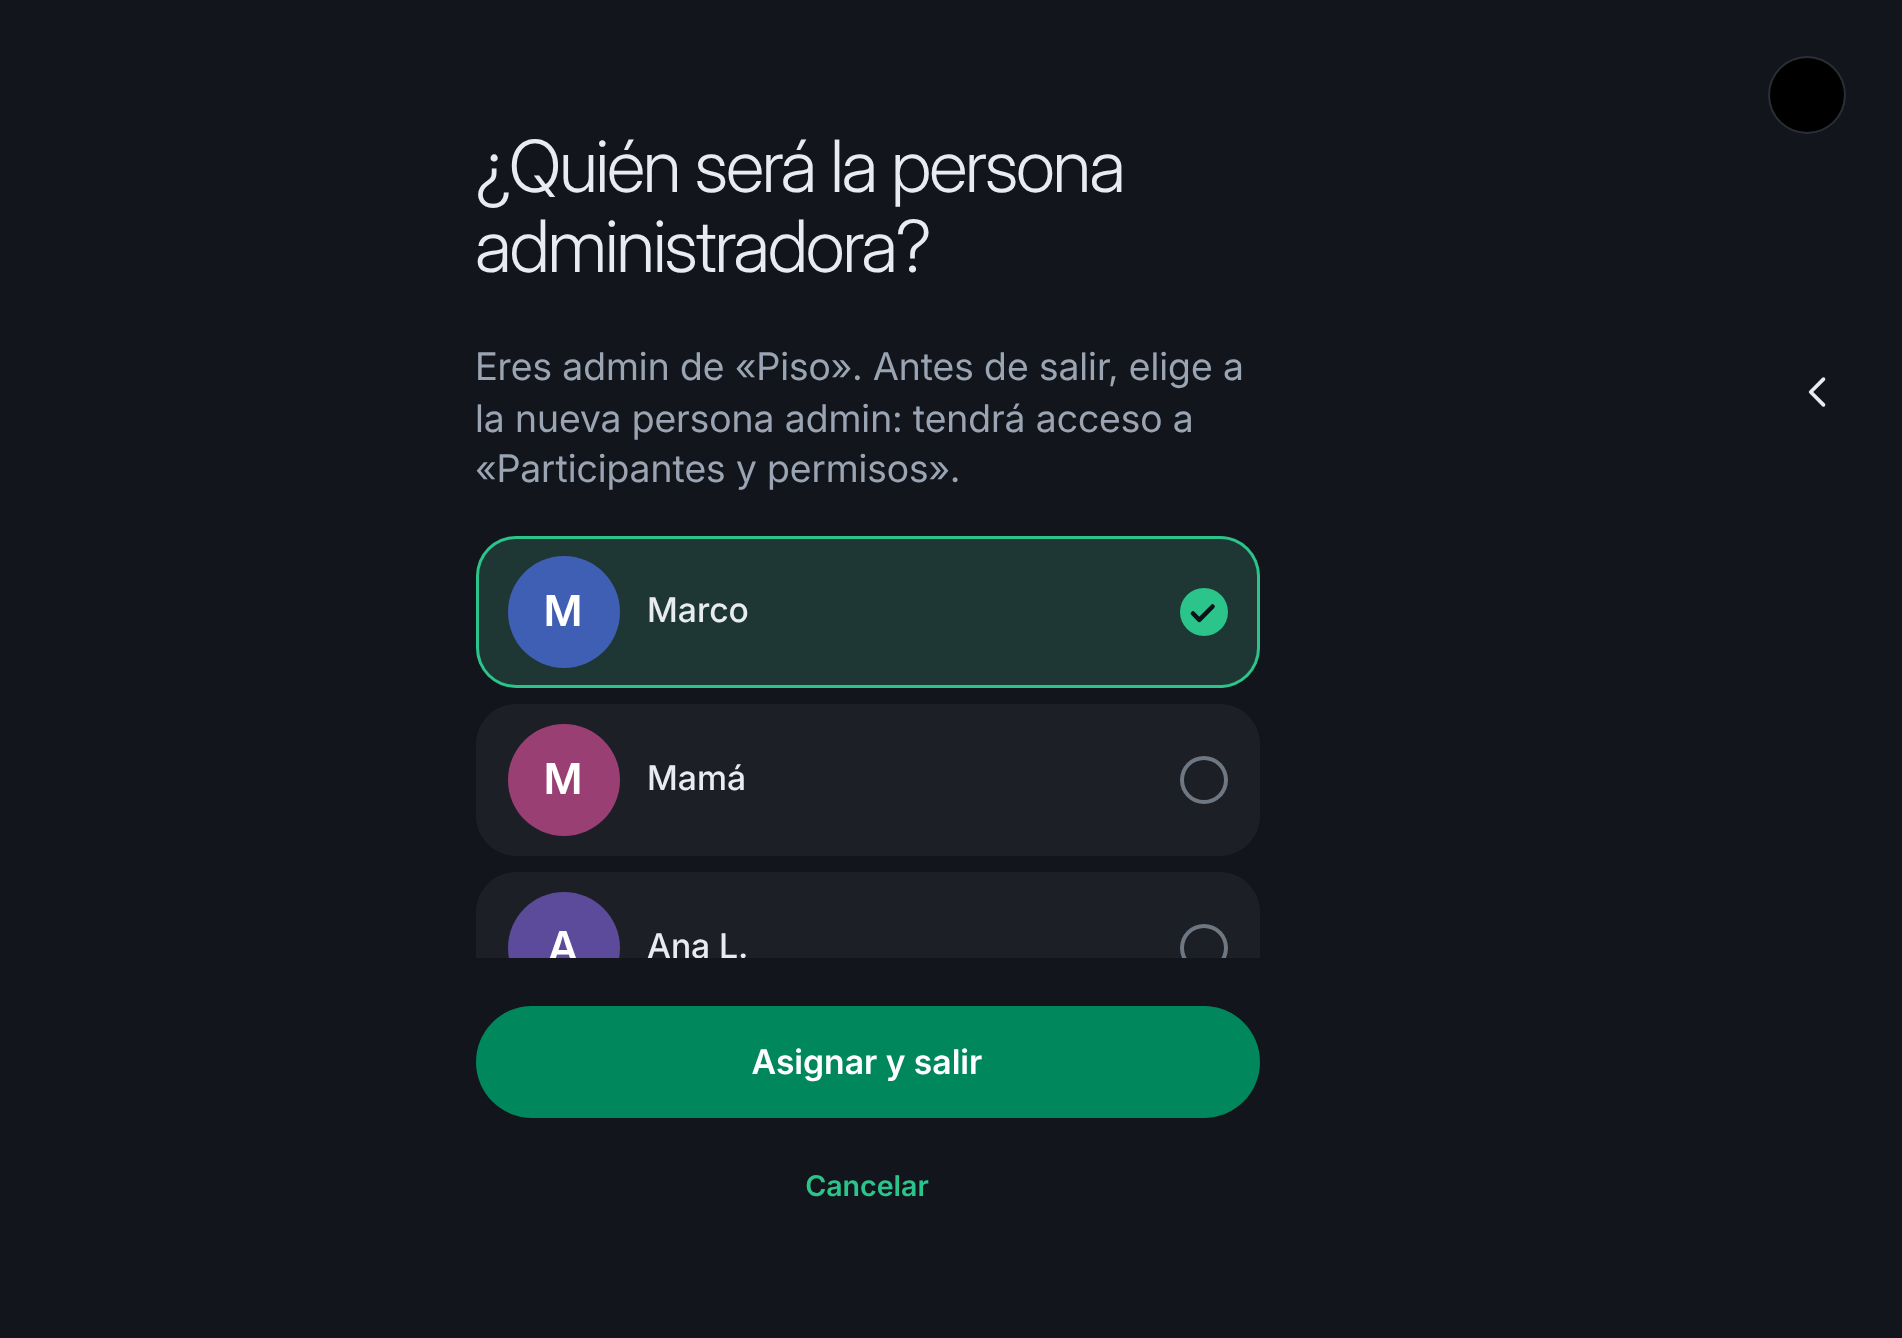 ¿Quién será la persona
administradora?
Eres admin de «Piso». Antes de salir, elige a
la nueva persona admin: tendrá acceso a
«Participantes y permisos».
M Marco
M Mamá
A Ana L.
Asignar y salir
Cancelar